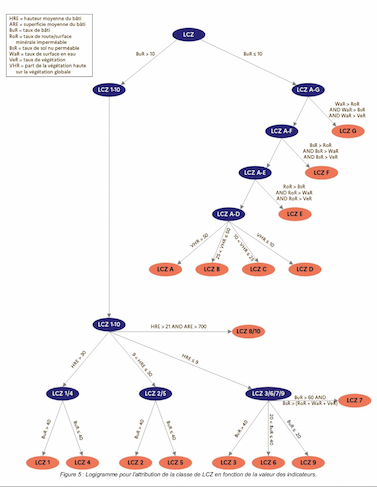 HRE = hauteur moyenne du bâti
ARE = superficie moyenne du bâti
BuR = taux de bâti
RoR = taux de route/surface
minérale imperméable
BsR = taux de sol nu perméable
WaR = taux de surface en eau
VeR = taux de végétation
VHR = part de la végétation haute
sur la végétation globale
LCZ
BuR > 10
BuR ≤ 10
LCZ 1-10
LCZ A-G
WaR > RoR
AND WaR > BsR
AND WaR > VeR
LCZ A-F
LCZ G
BsR > RoR
AND BsR > WaR
AND BsR > VeR
LCZ A-E
LCZ F
RoR > BsR
AND RoR > WaR
AND RoR > VeR
LCZ A-D
LCZ E
VHR > 50
25 < VHR ≤ 50
10 < VHR ≤ 25
VHR ≤ 10
LCZ A
LCZ B
LCZ C
LCZ D
LCZ 1-10
HRE > 21 AND ARE > 700
LCZ 8/10
HRE > 30
9 < HRE ≤ 30
HRE ≤ 9
LCZ 1/4
LCZ 2/5
LCZ 3/6/7/9
BuR > 60 AND
BsR > (RoR + WaR + VeR)
LCZ 7
BuR > 40
BuR ≤ 40
BuR > 40
BuR ≤ 40
BuR > 40
20 < BuR ≤ 40
BuR ≤ 20
LCZ 1
LCZ 4
LCZ 2
LCZ 5
LCZ 3
LCZ 6
LCZ 9
Figure 5 : Logigramme pour l'attribution de la classe de LCZ en fonction de la valeur des indicateurs.